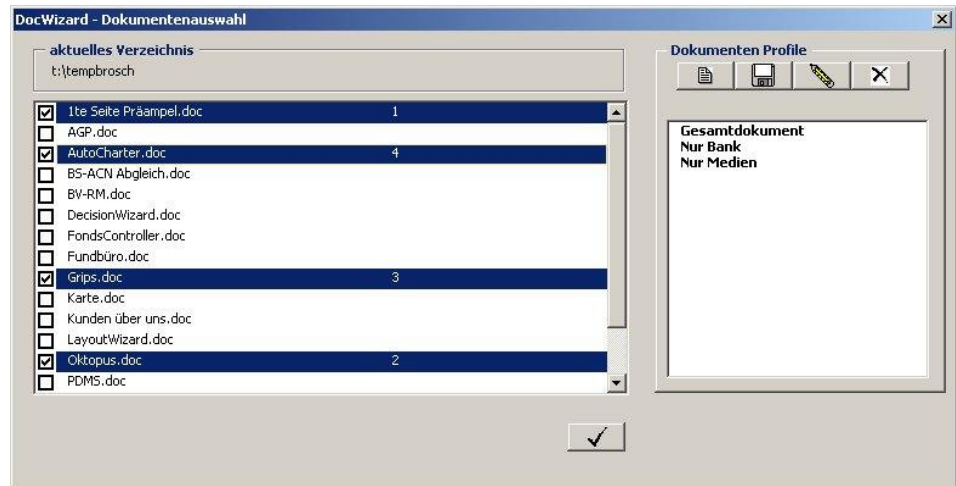 DocWizard - Dokumentenauswahl
aktuelles Verzeichnis
t:\tempbrosch
1te Seite Präampel.doc 1
AGP.doc
AutoCharter.doc 4
BS-ACN Abgleich.doc
BV-RM.doc
DecisionWizard.doc
FondsController.doc
Fundbüro.doc
Grips.doc 3
Karte.doc
Kunden über uns.doc
LayoutWizard.doc
Oktopus.doc 2
PDMS.doc
Dokumenten Profile
Gesamtdokument
Nur Bank
Nur Medien